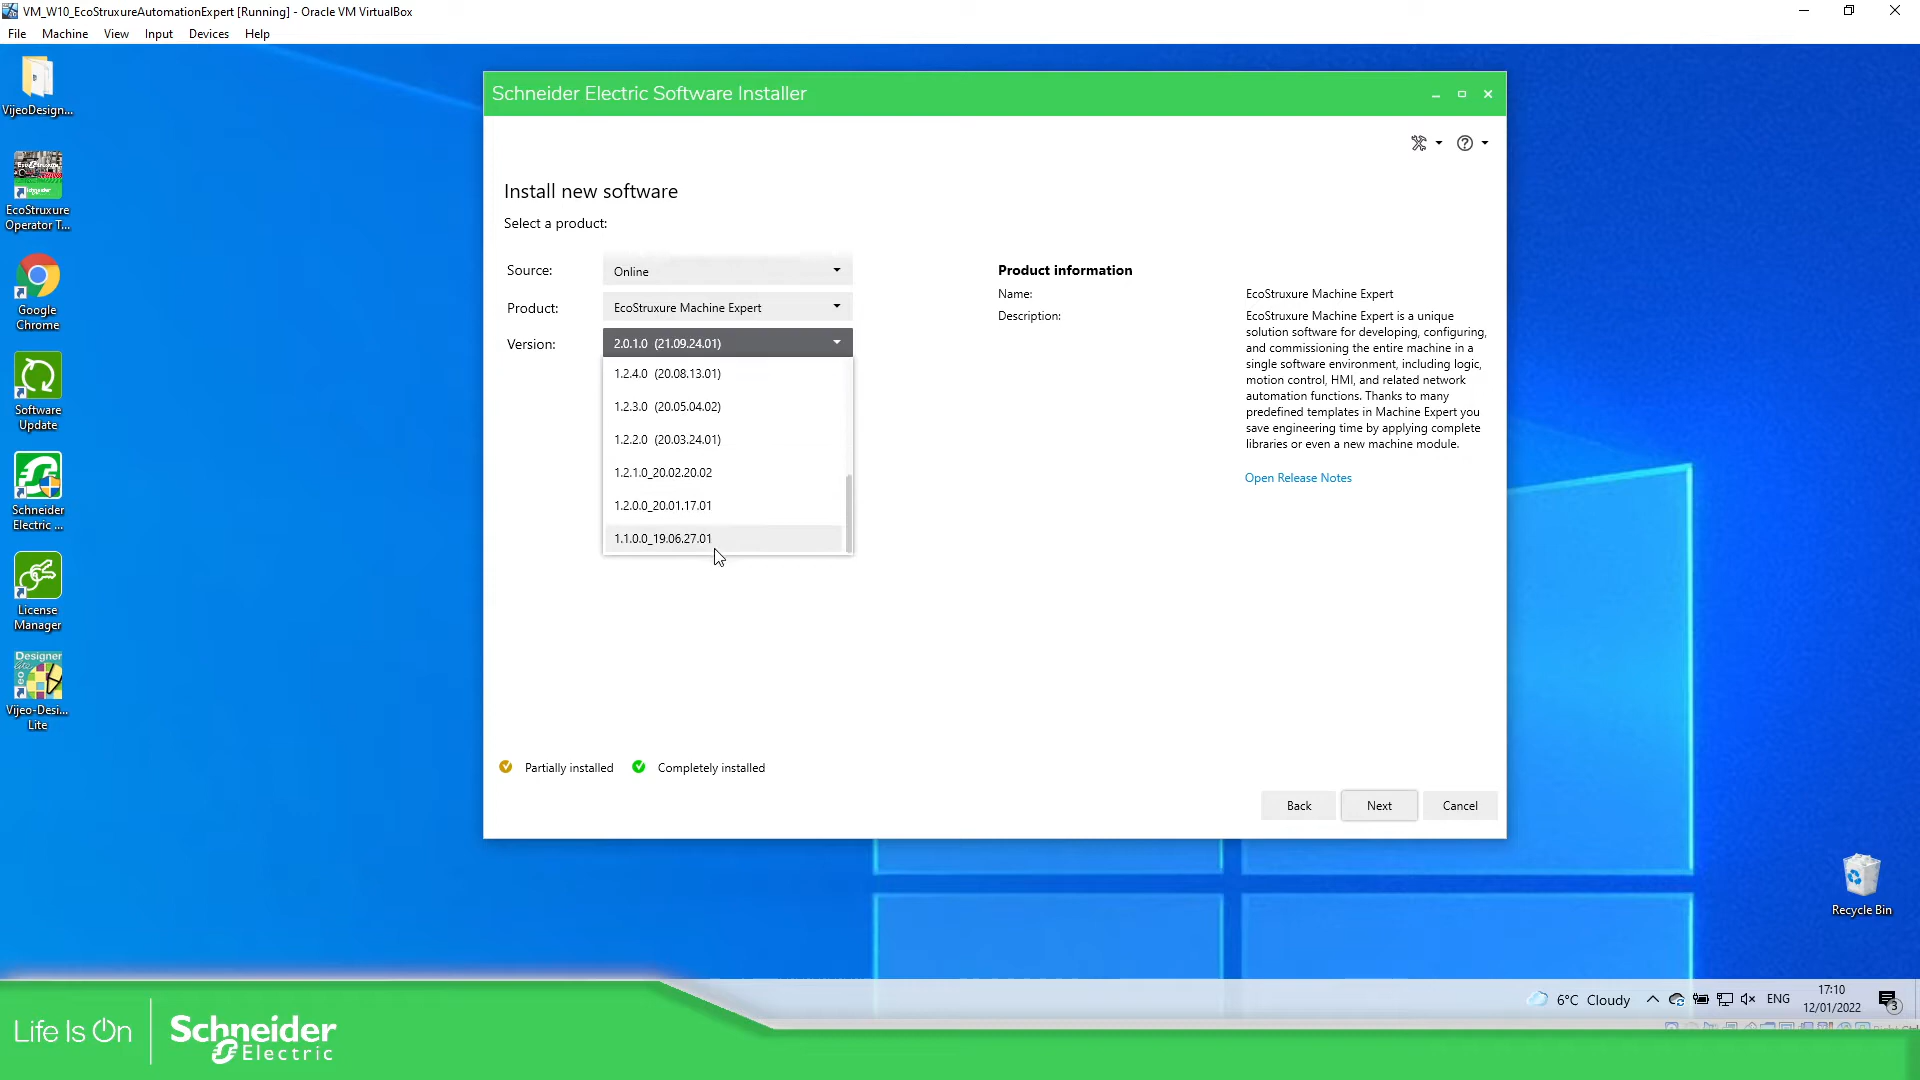 VM_W10_EcoStruxureAutomationExpert [Running] - Oracle VM VirtualBox
File Machine View Input Devices Help
VijeoDesign...
EcoStruxure
Operator T...
Google
Chrome
Software
Update
Schneider
Electric ...
License
Manager
Designer
Vijeo-Desi...
Lite
Schneider Electric Software Installer
Install new software
Select a product:
Source: Online
Product: EcoStruxure Machine Expert
Version: 2.0.1.0 (21.09.24.01)
1.2.4.0 (20.08.13.01)
1.2.3.0 (20.05.04.02)
1.2.2.0 (20.03.24.01)
1.2.1.0_20.02.20.02
1.2.0.0_20.01.17.01
1.1.0.0_19.06.27.01
Product information
Name: EcoStruxure Machine Expert
Description: EcoStruxure Machine Expert is a unique
solution software for developing, configuring,
and commissioning the entire machine in a
single software environment, including logic,
motion control, HMI, and related network
automation functions. Thanks to many
predefined templates in Machine Expert you
save engineering time by applying complete
libraries or even a new machine module.
Open Release Notes
Partially installed Completely installed
Back Next Cancel
Recycle Bin
6°C Cloudy ENG 17:10
12/01/2022
3
Life Is On Schneider
Electric